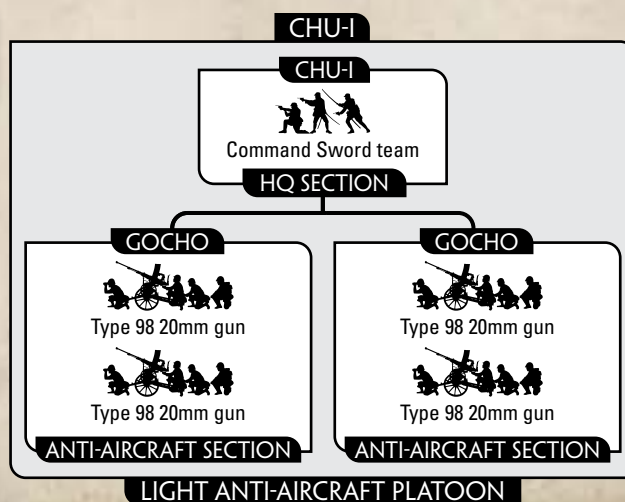 CHU-I
CHU-I
Command Sword team
HQ SECTION
GOCHO
Type 98 20mm gun
Type 98 20mm gun
ANTI-AIRCRAFT SECTION
GOCHO
Type 98 20mm gun
Type 98 20mm gun
ANTI-AIRCRAFT SECTION
LIGHT ANTI-AIRCRAFT PLATOON